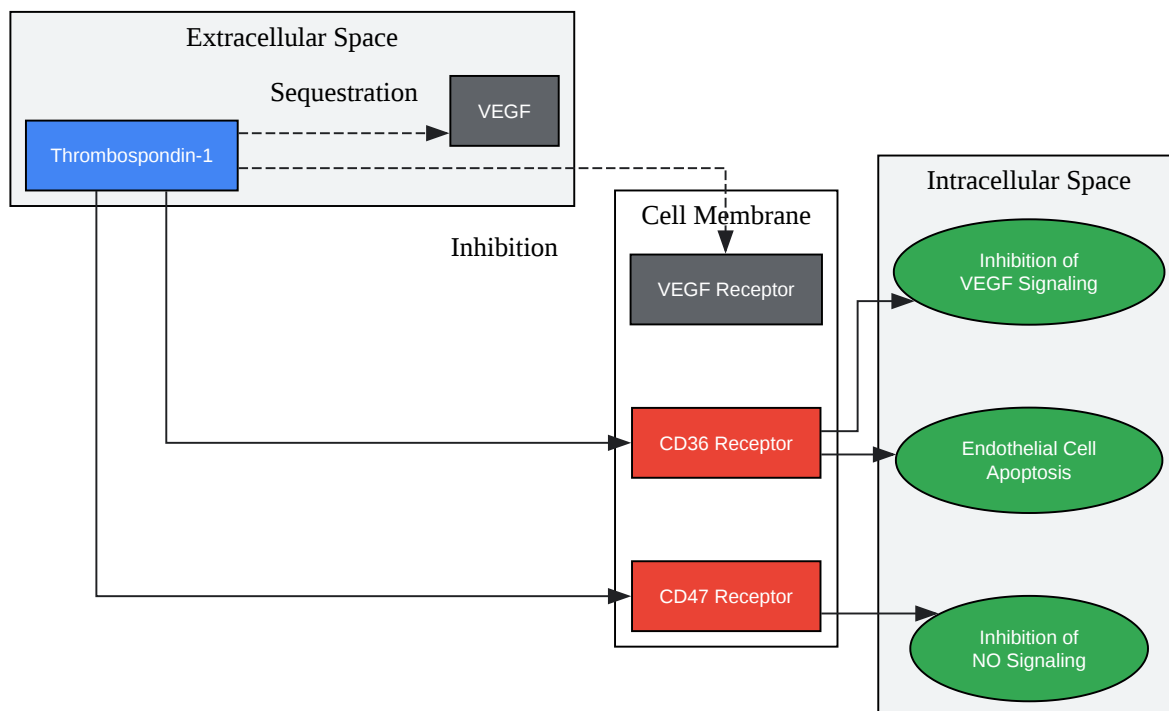 Extracellular Space
Sequestration
VEGF
Thrombospondin-1
Inhibition
Cell Membrane
VEGF Receptor
CD36 Receptor
CD47 Receptor
Intracellular Space
Inhibition of
VEGF Signaling
Endothelial Cell
Apoptosis
Inhibition of
NO Signaling